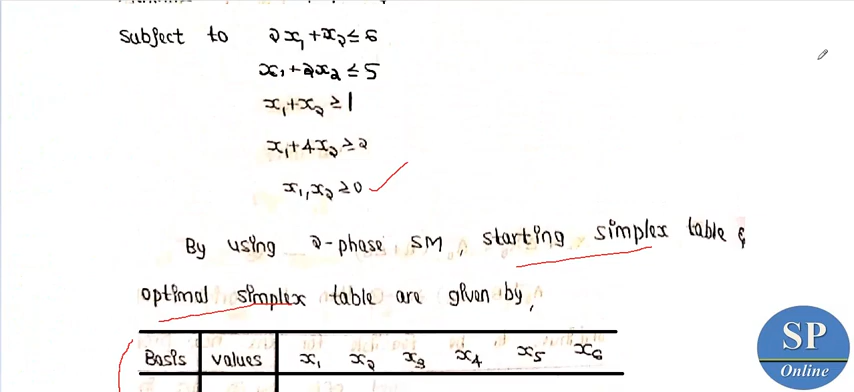 subject to 2x₁+x₂≤6
x₁+2x₂≤5
x₁+x₂≥1
x₁+4x₂≥2
x₁,x₂≥0
By using 2-phase SM, starting simplex table &
optimal simplex table are given by,
Basis values x₁ x₂ x₃ x₄ x₅ x₆
SP
Online